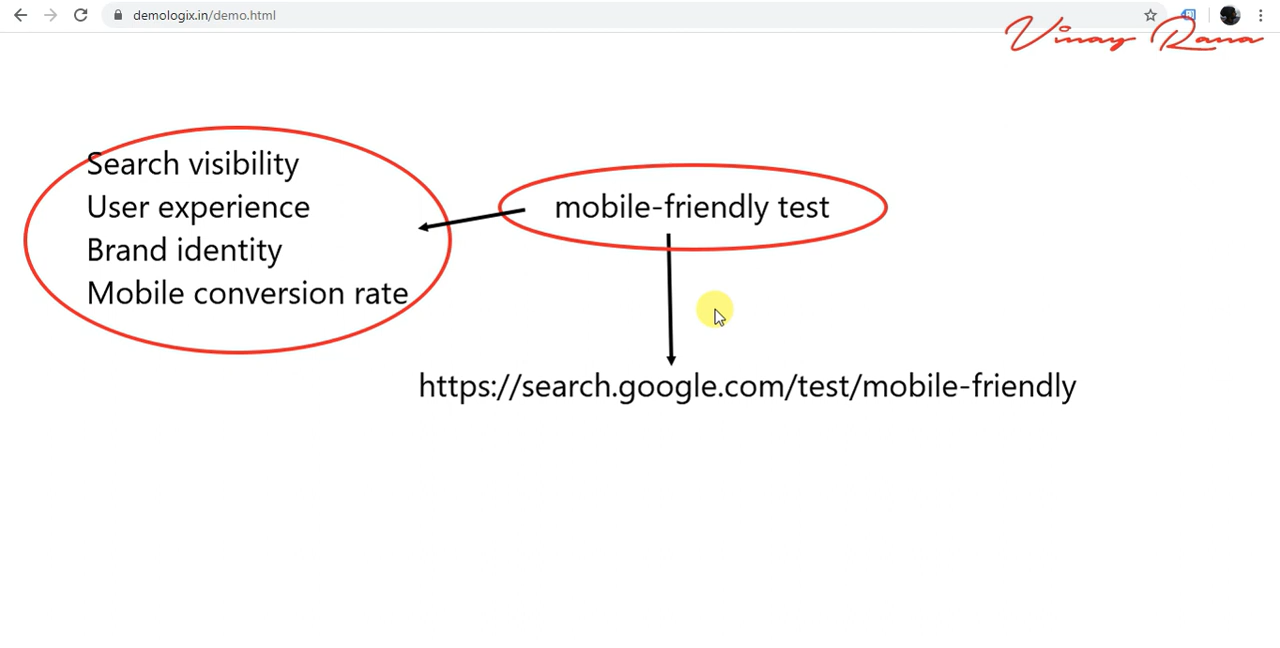 demologix.in/demo.html
Vinay Rana
Search visibility
User experience
Brand identity
Mobile conversion rate
mobile-friendly test
https://search.google.com/test/mobile-friendly